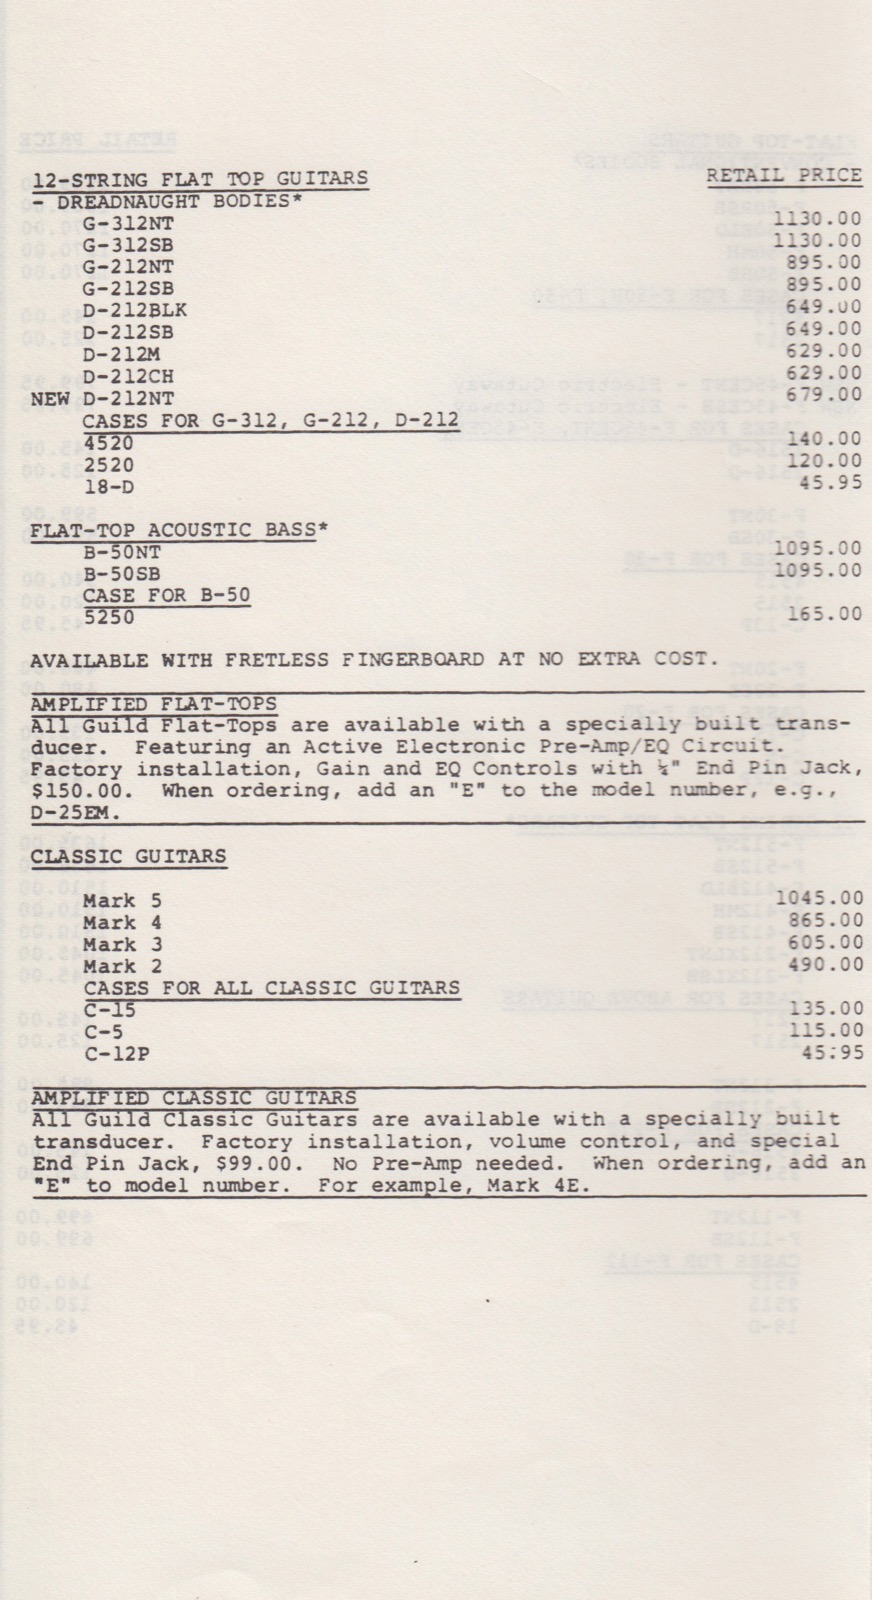 12-STRING FLAT TOP GUITARS RETAIL PRICE
- DREADNAUGHT BODIES*
G-312NT 1130.00
G-312SB 1130.00
G-212NT 895.00
G-212SB 895.00
D-212BLK 649.00
D-212SB 649.00
D-212M 629.00
D-212CH 629.00
NEW D-212NT 679.00
CASES FOR G-312, G-212, D-212
4520 140.00
2520 120.00
18-D 45.95
FLAT-TOP ACOUSTIC BASS*
B-50NT 1095.00
B-50SB 1095.00
CASE FOR B-50
5250 165.00
AVAILABLE WITH FRETLESS FINGERBOARD AT NO EXTRA COST.
AMPLIFIED FLAT-TOPS
All Guild Flat-Tops are available with a specially built trans-
ducer. Featuring an Active Electronic Pre-Amp/EQ Circuit.
Factory installation, Gain and EQ Controls with ¼" End Pin Jack,
$150.00. When ordering, add an "E" to the model number, e.g.,
D-25EM.
CLASSIC GUITARS
Mark 5 1045.00
Mark 4 865.00
Mark 3 605.00
Mark 2 490.00
CASES FOR ALL CLASSIC GUITARS
C-15 135.00
C-5 115.00
C-12P 45.95
AMPLIFIED CLASSIC GUITARS
All Guild Classic Guitars are available with a specially built
transducer. Factory installation, volume control, and special
End Pin Jack, $99.00. No Pre-Amp needed. When ordering, add an
"E" to model number. For example, Mark 4E.